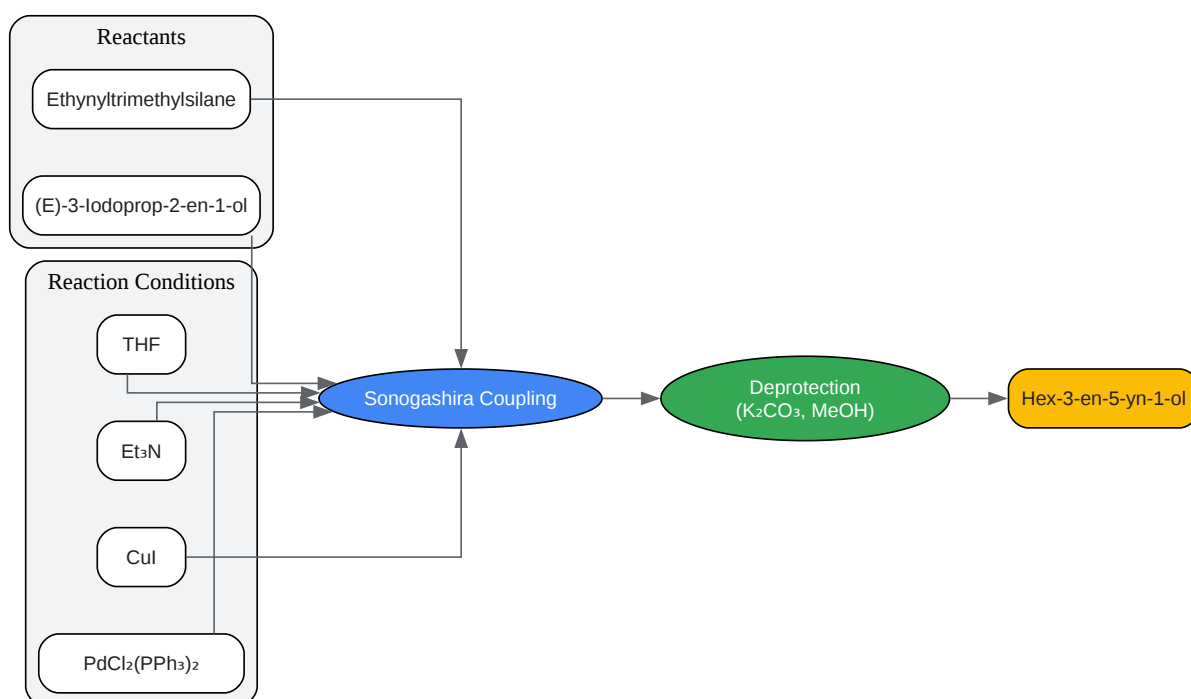 Reactants
Ethynyltrimethylsilane
(E)-3-Iodoprop-2-en-1-ol
Reaction Conditions
THF
Et₃N
CuI
PdCl₂(PPh₃)₂
Sonogashira Coupling
Deprotection
(K₂CO₃, MeOH)
Hex-3-en-5-yn-1-ol